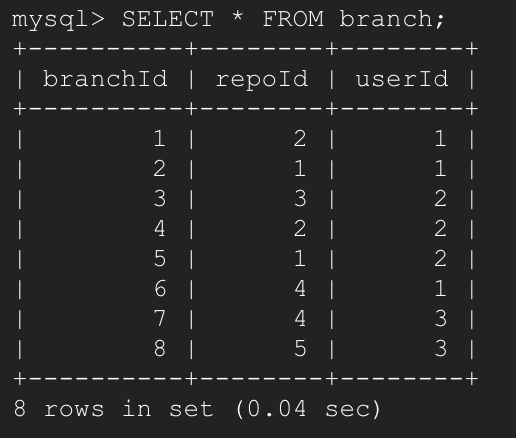 mysql> SELECT * FROM branch;
+----------+--------+--------+
| branchId | repoId | userId |
+----------+--------+--------+
|        1 |      2 |      1 |
|        2 |      1 |      1 |
|        3 |      3 |      2 |
|        4 |      2 |      2 |
|        5 |      1 |      2 |
|        6 |      4 |      1 |
|        7 |      4 |      3 |
|        8 |      5 |      3 |
+----------+--------+--------+
8 rows in set (0.04 sec)